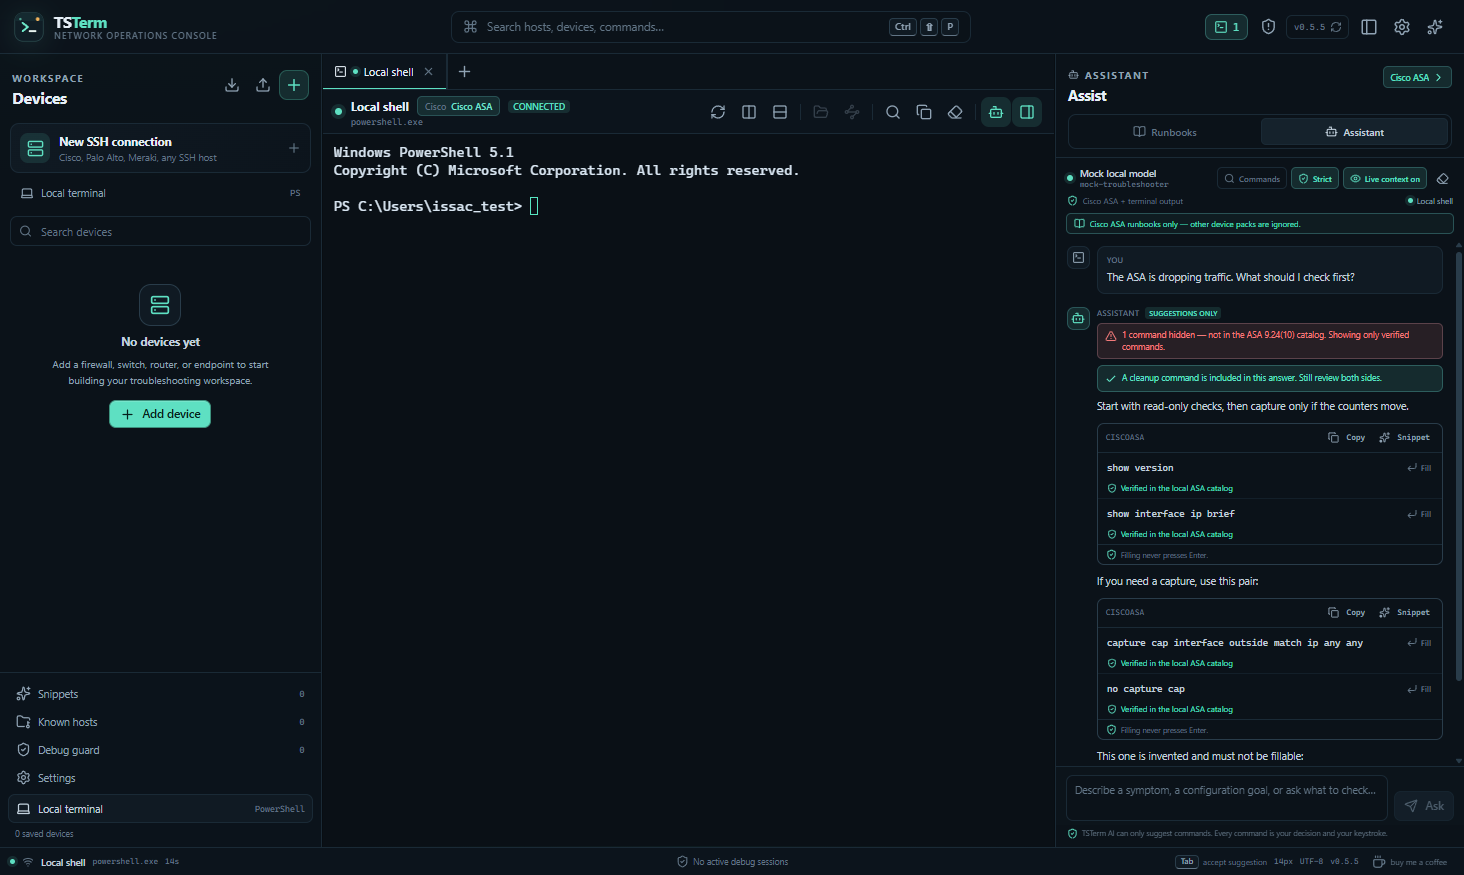 TSTerm
NETWORK OPERATIONS CONSOLE
Search hosts, devices, commands...
Ctrl
P
1
v0.5.5
WORKSPACE
Devices
New SSH connection
Cisco, Palo Alto, Meraki, any SSH host
Local terminal PS
Search devices
No devices yet
Add a firewall, switch, router, or endpoint to start
building your troubleshooting workspace.
Add device
Snippets 0
Known hosts 0
Debug guard 0
Settings
Local terminal PowerShell
0 saved devices
Local shell
Local shell Cisco Cisco ASA CONNECTED
powershell.exe
Windows PowerShell 5.1
Copyright (C) Microsoft Corporation. All rights reserved.
PS C:\Users\issac_test>
ASSISTANT
Assist
Cisco ASA
Runbooks
Assistant
Mock local model
mock-troubleshooter
Commands
Strict
Live context on
Cisco ASA + terminal output
Local shell
Cisco ASA runbooks only — other device packs are ignored.
YOU
The ASA is dropping traffic. What should I check first?
ASSISTANT SUGGESTIONS ONLY
1 command hidden — not in the ASA 9.24(10) catalog. Showing only verified
commands.
A cleanup command is included in this answer. Still review both sides.
Start with read-only checks, then capture only if the counters move.
CISCOASA Copy Snippet
show version Fill
Verified in the local ASA catalog
show interface ip brief Fill
Verified in the local ASA catalog
Filling never presses Enter.
If you need a capture, use this pair:
CISCOASA Copy Snippet
capture cap interface outside match ip any any Fill
Verified in the local ASA catalog
no capture cap Fill
Verified in the local ASA catalog
Filling never presses Enter.
This one is invented and must not be fillable:
Describe a symptom, a configuration goal, or ask what to check...
Ask
TSTerm AI can only suggest commands. Every command is your decision and your keystroke.
Local shell powershell.exe 14s
No active debug sessions
Tab accept suggestion 14px UTF-8 v0.5.5 buy me a coffee